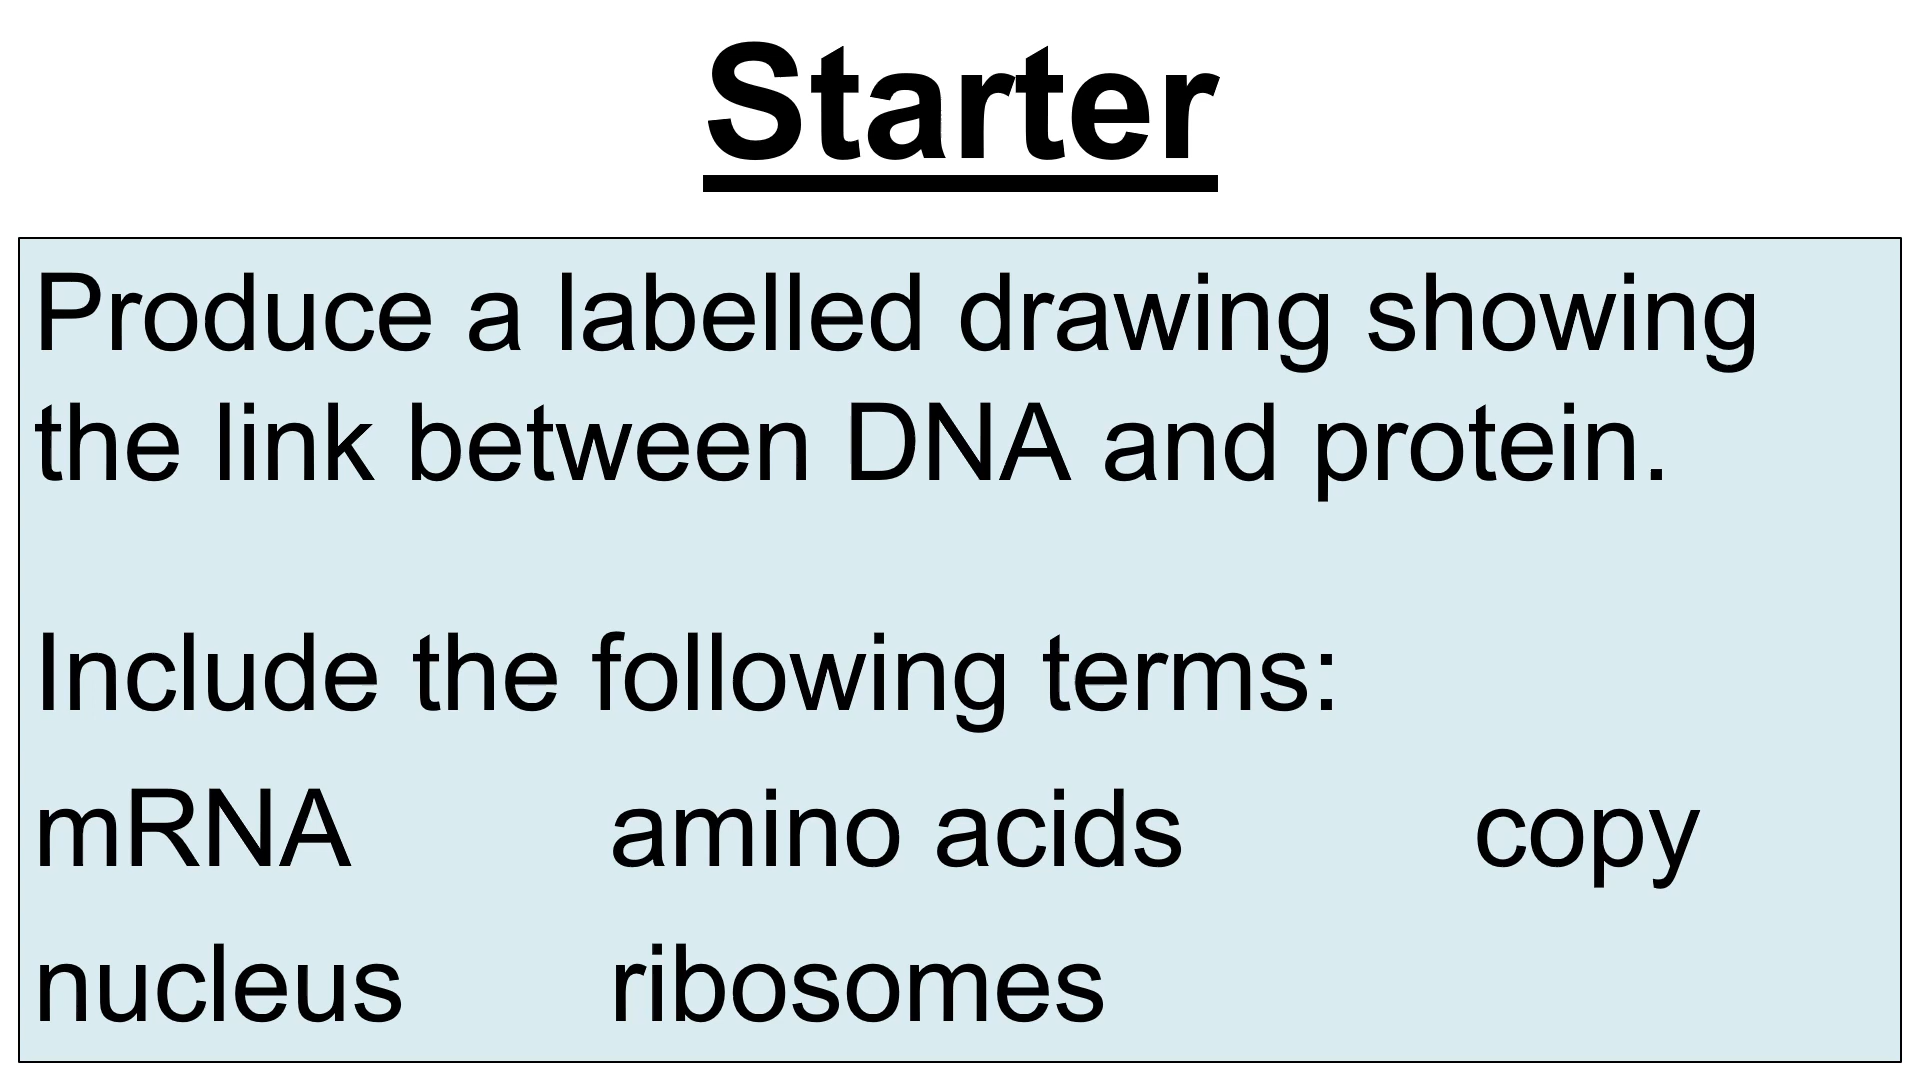 Starter
Produce a labelled drawing showing
the link between DNA and protein.
Include the following terms:
mRNA amino acids copy
nucleus ribosomes